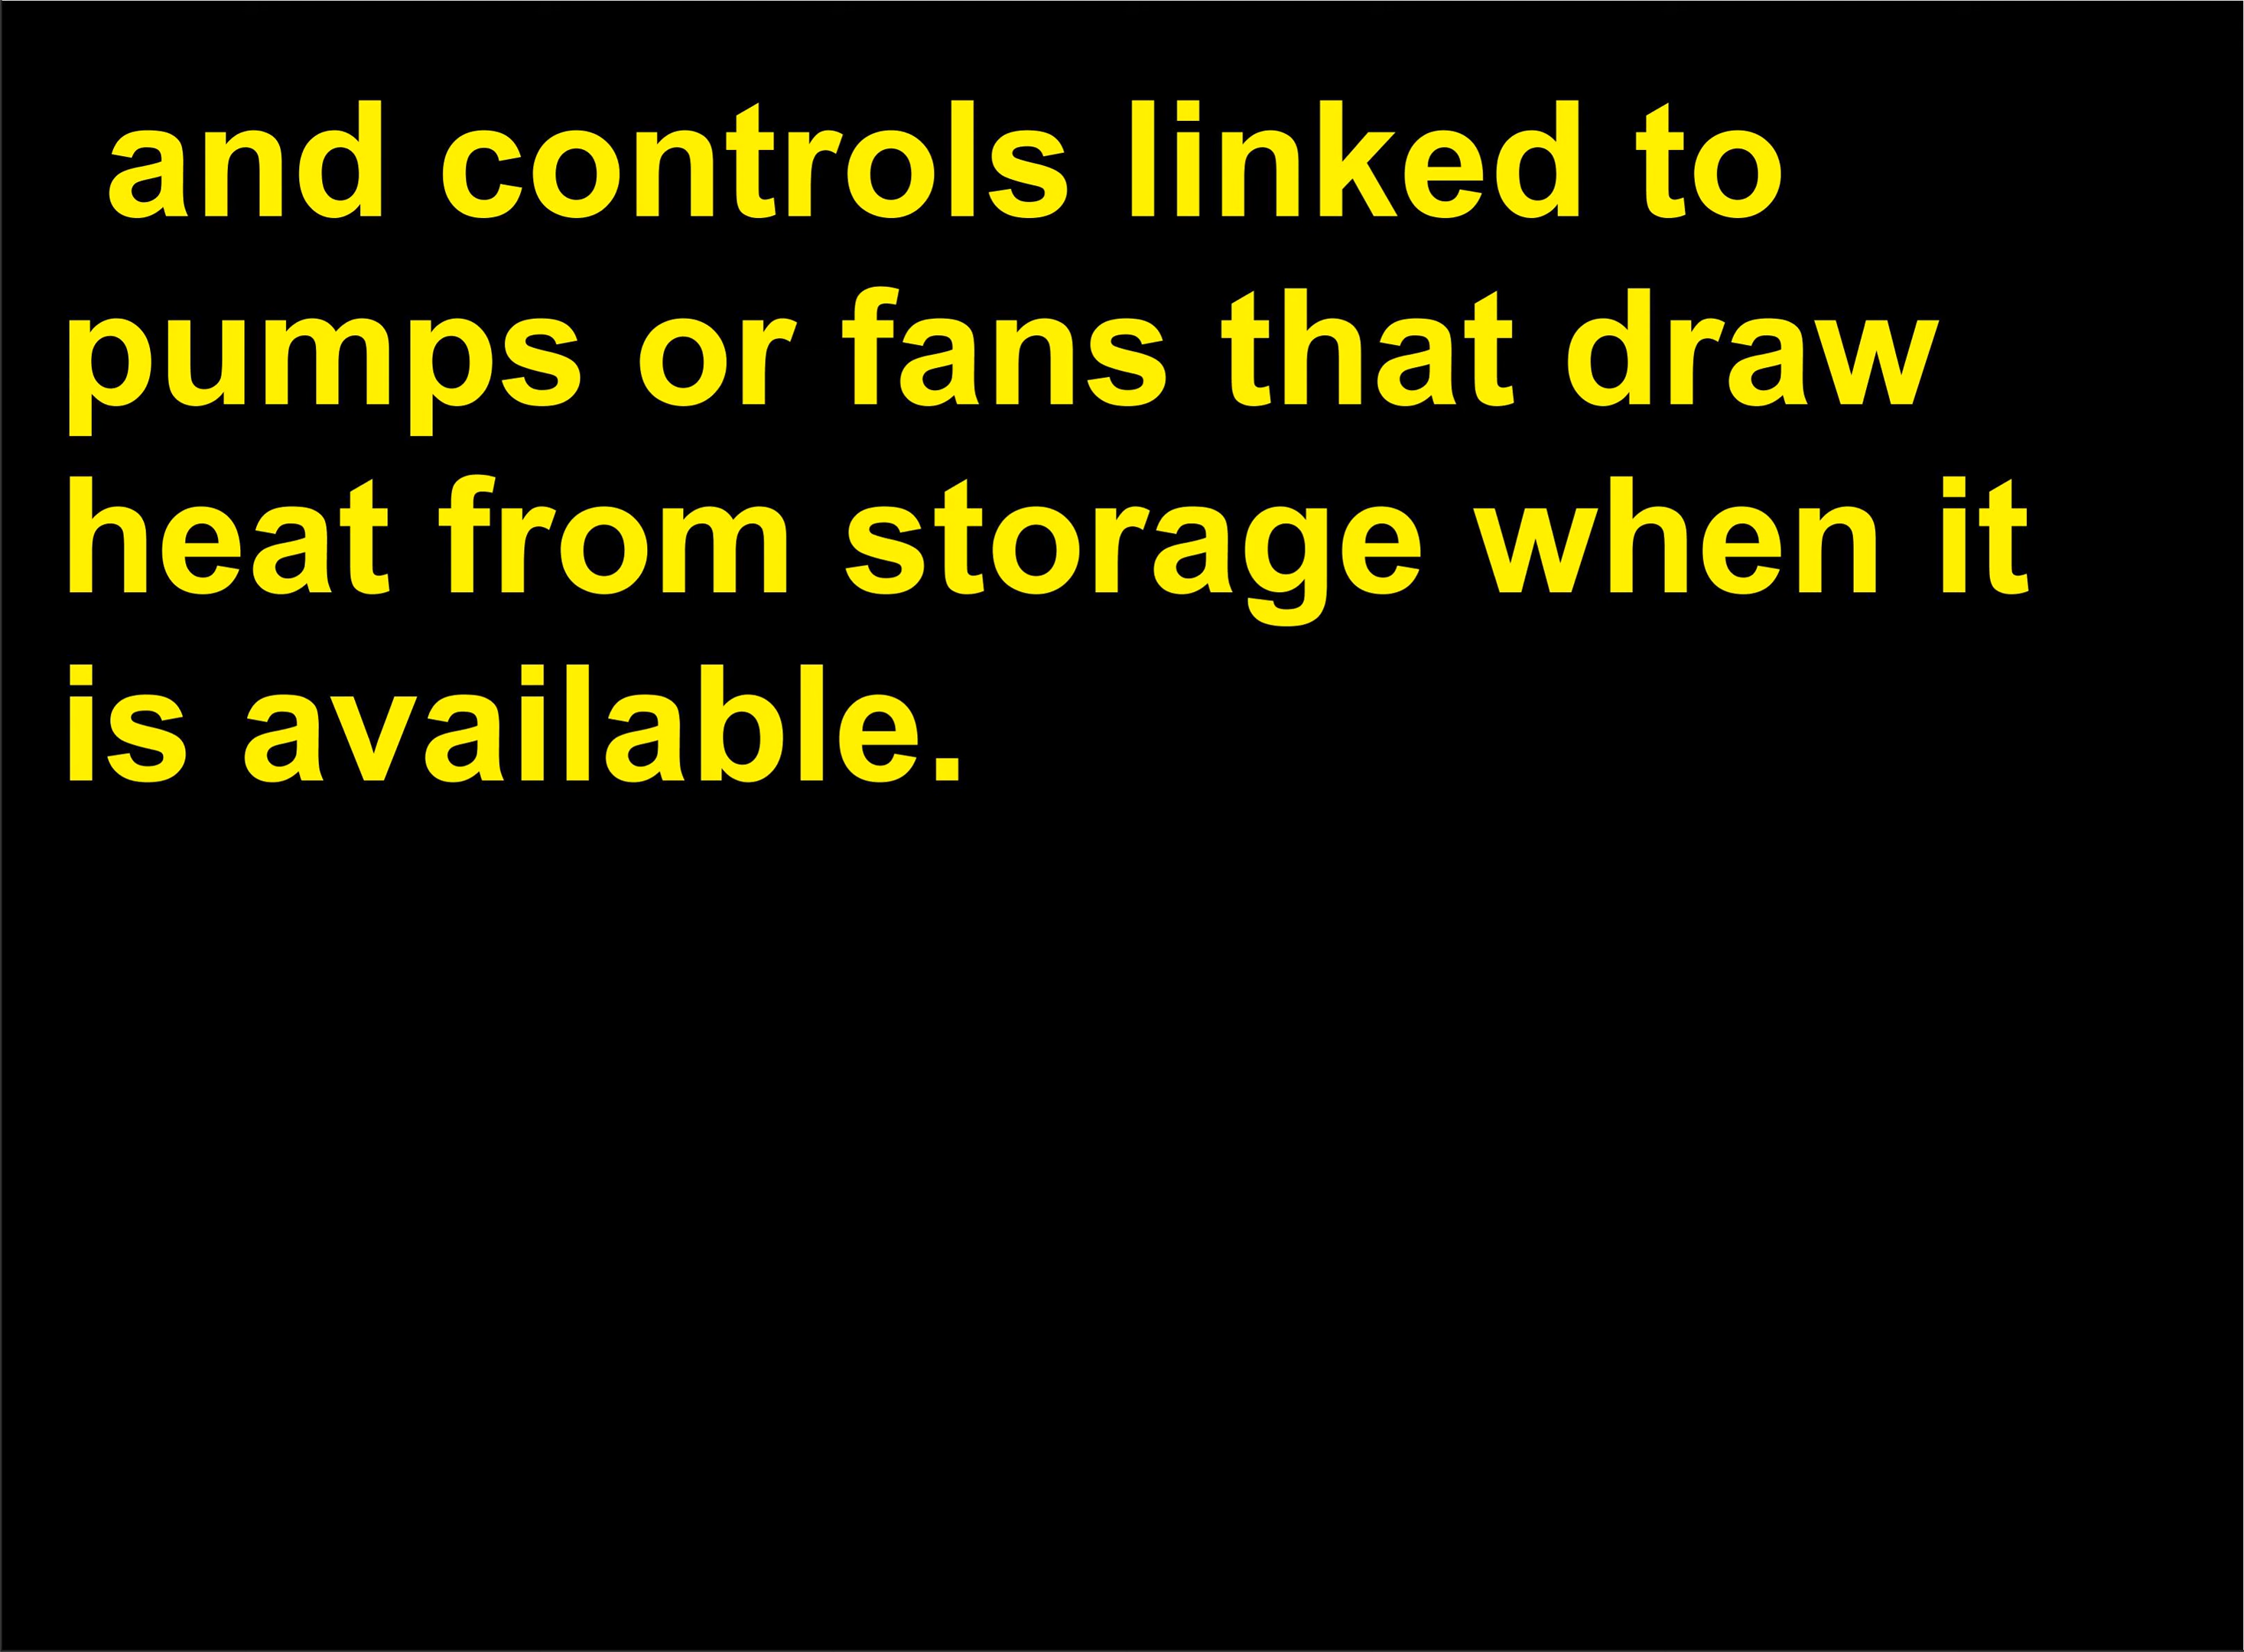 and controls linked to
pumps or fans that draw
heat from storage when it
is available.